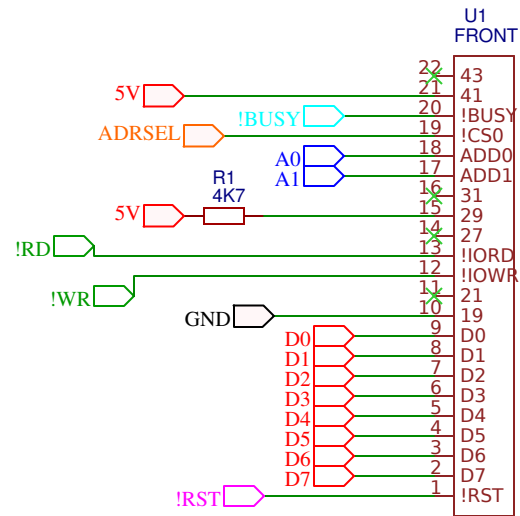 U1
FRONT
22 43
5V 21 41
!BUSY 20 !BUSY
ADRSEL 19 !CS0
A0 18 ADD0
A1 17 ADD1
R1
4K7
16 31
5V 15 29
14 27
!RD 13 !IORD
12 !IOWR
!WR 11 21
GND 10 19
D0 9 D0
D1 8 D1
D2 7 D2
D3 6 D3
D4 5 D4
D5 4 D5
D6 3 D6
D7 2 D7
!RST 1 !RST